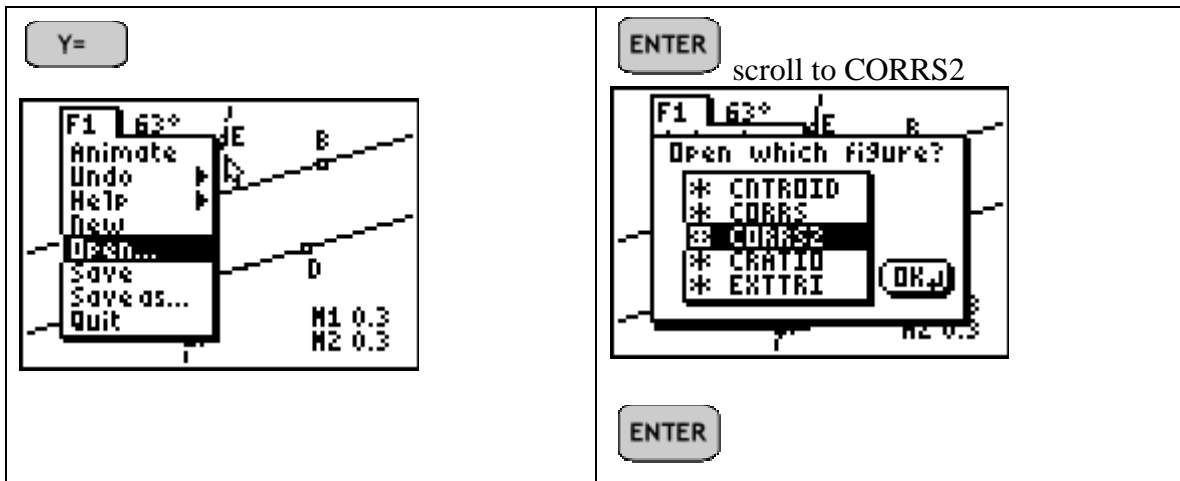 Y=
F1 63°
E
B
Animate
Undo
Help
New
Open...
Save
D
Save as...
Quit
M1 0.3
M2 0.3
ENTER
scroll to CORRS2
F1 63°
E
B
Open which figure?
* CNTROID
* CORRS
CORRS2
* CRATIO
* EXTTRI
OK
ENTER